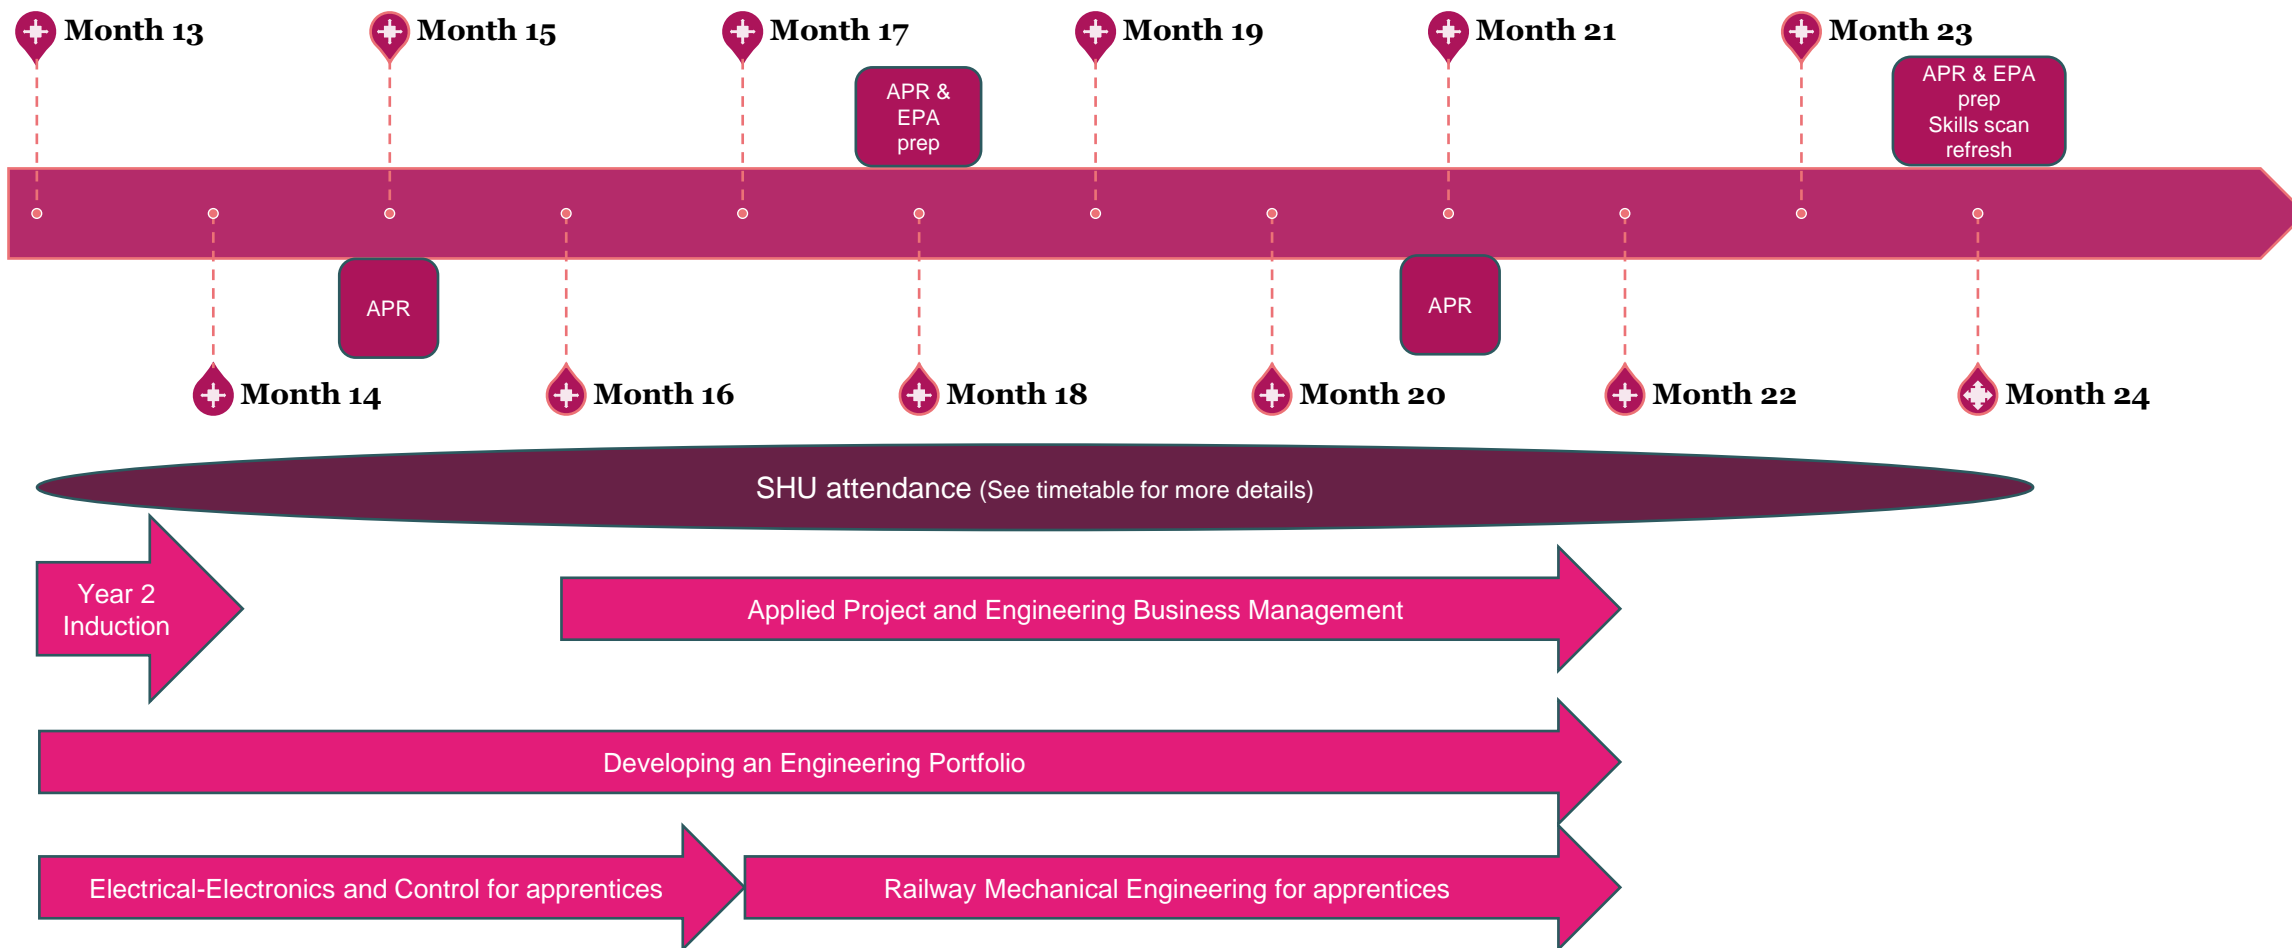 Month 13
Month 15
Month 17
Month 19
Month 21
Month 23
APR &
EPA
prep
APR & EPA
prep
Skills scan
refresh
APR
APR
Month 14
Month 16
Month 18
Month 20
Month 22
Month 24
SHU attendance (See timetable for more details)
Year 2
Induction
Applied Project and Engineering Business Management
Developing an Engineering Portfolio
Electrical-Electronics and Control for apprentices
Railway Mechanical Engineering for apprentices